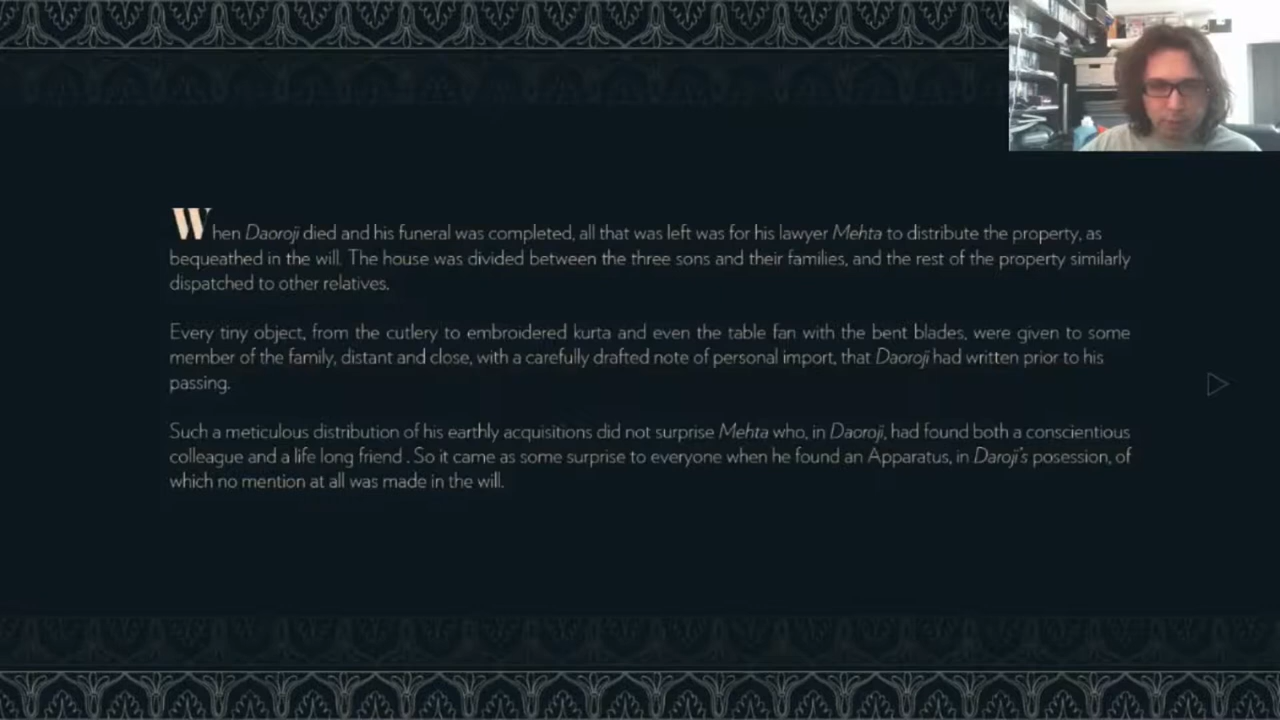 When Daoroji died and his funeral was completed, all that was left was for his lawyer Mehta to distribute the property, as
bequeathed in the will. The house was divided between the three sons and their families, and the rest of the property similarly
dispatched to other relatives.
Every tiny object, from the cutlery to embroidered kurta and even the table fan with the bent blades, were given to some
member of the family, distant and close, with a carefully drafted note of personal import, that Daoroji had written prior to his
passing.
Such a meticulous distribution of his earthly acquisitions did not surprise Mehta who, in Daoroji, had found both a conscientious
colleague and a life long friend . So it came as some surprise to everyone when he found an Apparatus, in Daroji's posession, of
which no mention at all was made in the will.